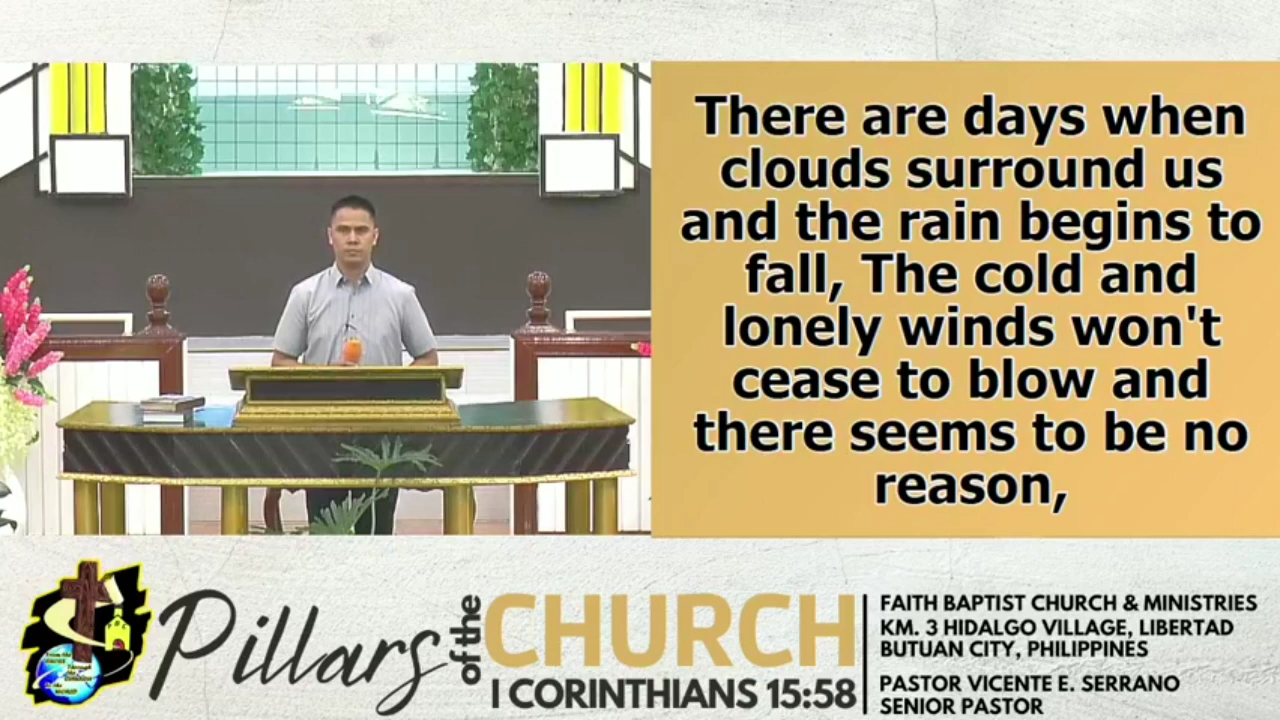 There are days when
clouds surround us
and the rain begins to
fall, The cold and
lonely winds won't
cease to blow and
there seems to be no
reason,
Pillars
of the
CHURCH
I CORINTHIANS 15:58
FAITH BAPTIST CHURCH & MINISTRIES
KM. 3 HIDALGO VILLAGE, LIBERTAD
BUTUAN CITY, PHILIPPINES
PASTOR VICENTE E. SERRANO
SENIOR PASTOR